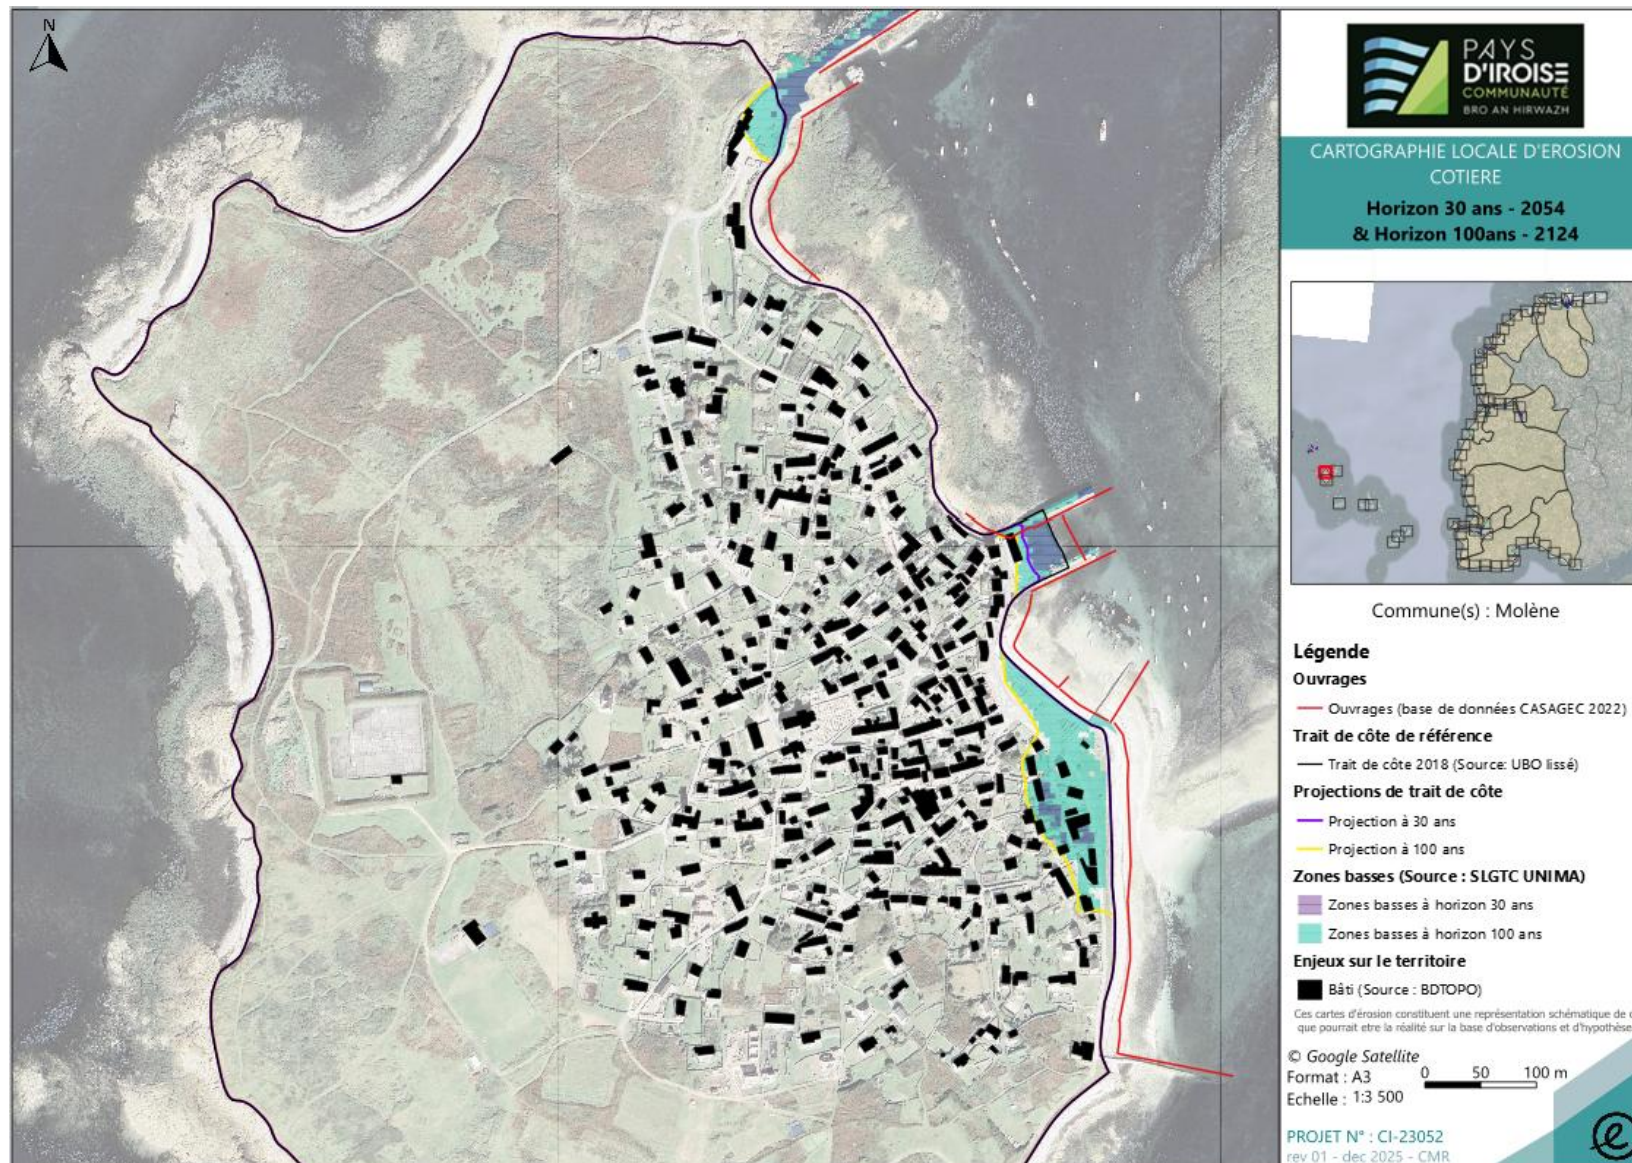 N
PAYS
D'IROISE
COMMUNAUTÉ
BRO AN HIRWAZH
CARTOGRAPHIE LOCALE D'EROSION
COTIERE
Horizon 30 ans - 2054
& Horizon 100ans - 2124
Commune(s) : Molène
Légende
Ouvrages
Ouvrages (base de données CASAGEC 2022)
Trait de côte de référence
Trait de côte 2018 (Source: UBO lissé)
Projections de trait de côte
Projection à 30 ans
Projection à 100 ans
Zones basses (Source : SLGTC UNIMA)
Zones basses à horizon 30 ans
Zones basses à horizon 100 ans
Enjeux sur le territoire
Bâti (Source : BDTOPO)
Ces cartes d'érosion constituent une représentation schématique de
que pourrait etre la réalité sur la base d'observations et d'hypothèse
© Google Satellite
Format : A3
0 50 100 m
Echelle : 1:3 500
PROJET N° : CI-23052
rev 01 - dec 2025 - CMR